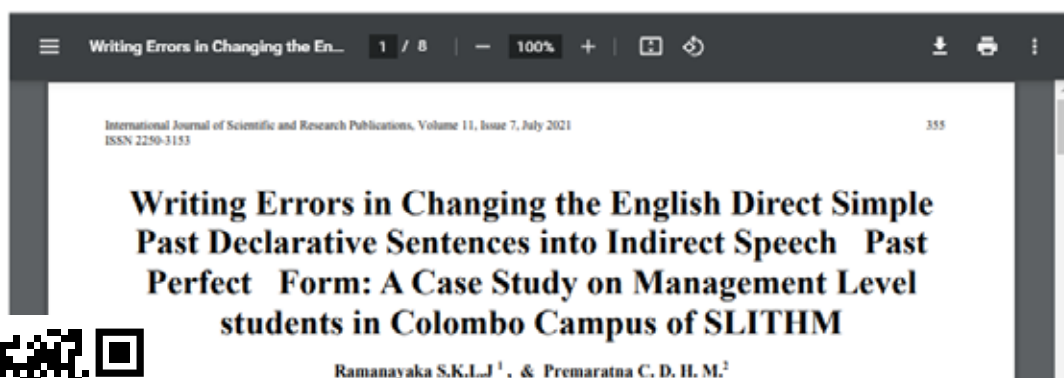 Writing Errors in Changing the En... 1 / 8 100%
International Journal of Scientific and Research Publications, Volume 11, Issue 7, July 2021 355
ISSN 2250-3153
Writing Errors in Changing the English Direct Simple
Past Declarative Sentences into Indirect Speech Past
Perfect Form: A Case Study on Management Level
students in Colombo Campus of SLITHM
Ramanayaka S.K.L.J 1, & Premaratna C. D. H. M.2